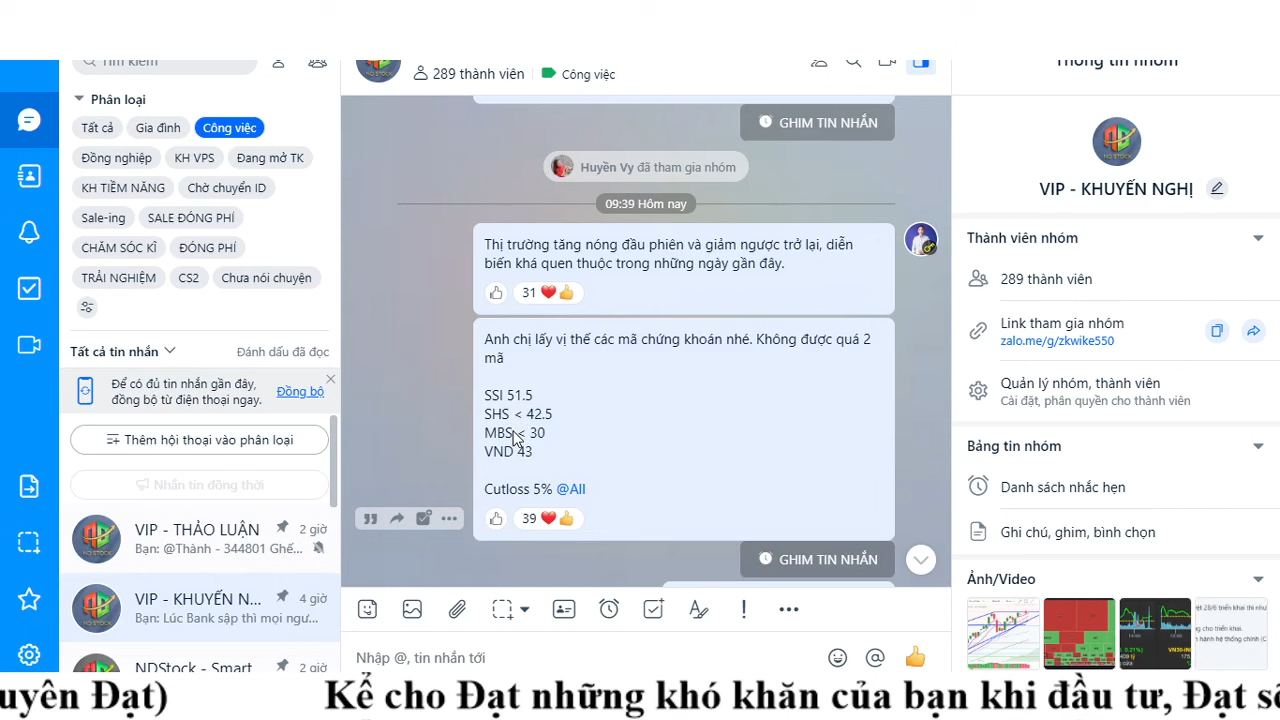 Tìm kiếm
289 thành viên
Công việc
Thông tin nhóm
Phân loại
Tất cả
Gia đình
Công việc
Đồng nghiệp
KH VPS
Đang mở TK
KH TIỀM NĂNG
Chờ chuyển ID
Sale-ing
SALE ĐÓNG PHÍ
CHĂM SÓC KĨ
ĐÓNG PHÍ
TRẢI NGHIỆM
CS2
Chưa nói chuyện
Tất cả tin nhắn
Đánh dấu đã đọc
Để có đủ tin nhắn gần đây,
đồng bộ từ điện thoại ngay.
Đồng bộ
Thêm hội thoại vào phân loại
Nhắn tin đồng thời
VIP - THẢO LUẬN
2 giờ
Bạn: @Thành - 344801 Ghế...
VIP - KHUYẾN N...
4 giờ
Bạn: Lúc Bank sập thì mọi ngư...
NDStock - Smart
2 giờ
GHIM TIN NHẮN
Huyền Vy đã tham gia nhóm
09:39 Hôm nay
Thị trường tăng nóng đầu phiên và giảm ngược trở lại, diễn
biến khá quen thuộc trong những ngày gần đây.
31
Anh chị lấy vị thế các mã chứng khoán nhé. Không được quá 2
mã
SSI 51.5
SHS < 42.5
MBS < 30
VND 43
Cutloss 5% @All
39
GHIM TIN NHẮN
Nhập @, tin nhắn tới
ND STOCK
VIP - KHUYẾN NGHỊ
Thành viên nhóm
289 thành viên
Link tham gia nhóm
zalo.me/g/zkwike550
Quản lý nhóm, thành viên
Cài đặt, phân quyền cho thành viên
Bảng tin nhóm
Danh sách nhắc hẹn
Ghi chú, ghim, bình chọn
Ảnh/Video
uyên Đạt)
Kể cho Đạt những khó khăn của bạn khi đầu tư, Đạt sẽ